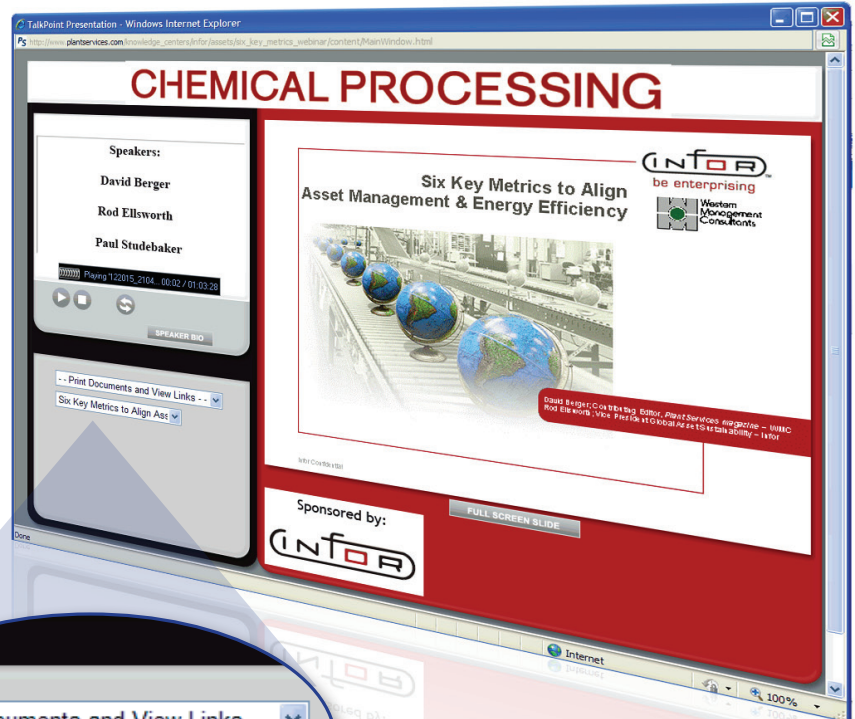 TalkPoint Presentation - Windows Internet Explorer
http://www.plantservices.com/knowledge_centers/infor/assets/six_key_metrics_webinar/content/MainWindow.html
CHEMICAL PROCESSING
Speakers:
David Berger
Rod Ellsworth
Paul Studebaker
Playing '122015_2104... 00:02 / 01:03:28
SPEAKER BIO
- - Print Documents and View Links - -
Six Key Metrics to Align Ass
infor
be enterprising
Western
Management
Consultants
Six Key Metrics to Align
Asset Management & Energy Efficiency
David Berger; Contributing Editor, Plant Services magazine – WMC
Rod Ellsworth; Vice President Global Asset Sustainability – Infor
Infor Confidential
FULL SCREEN SLIDE
Sponsored by:
infor
Done
Internet
100%
cuments and View Links